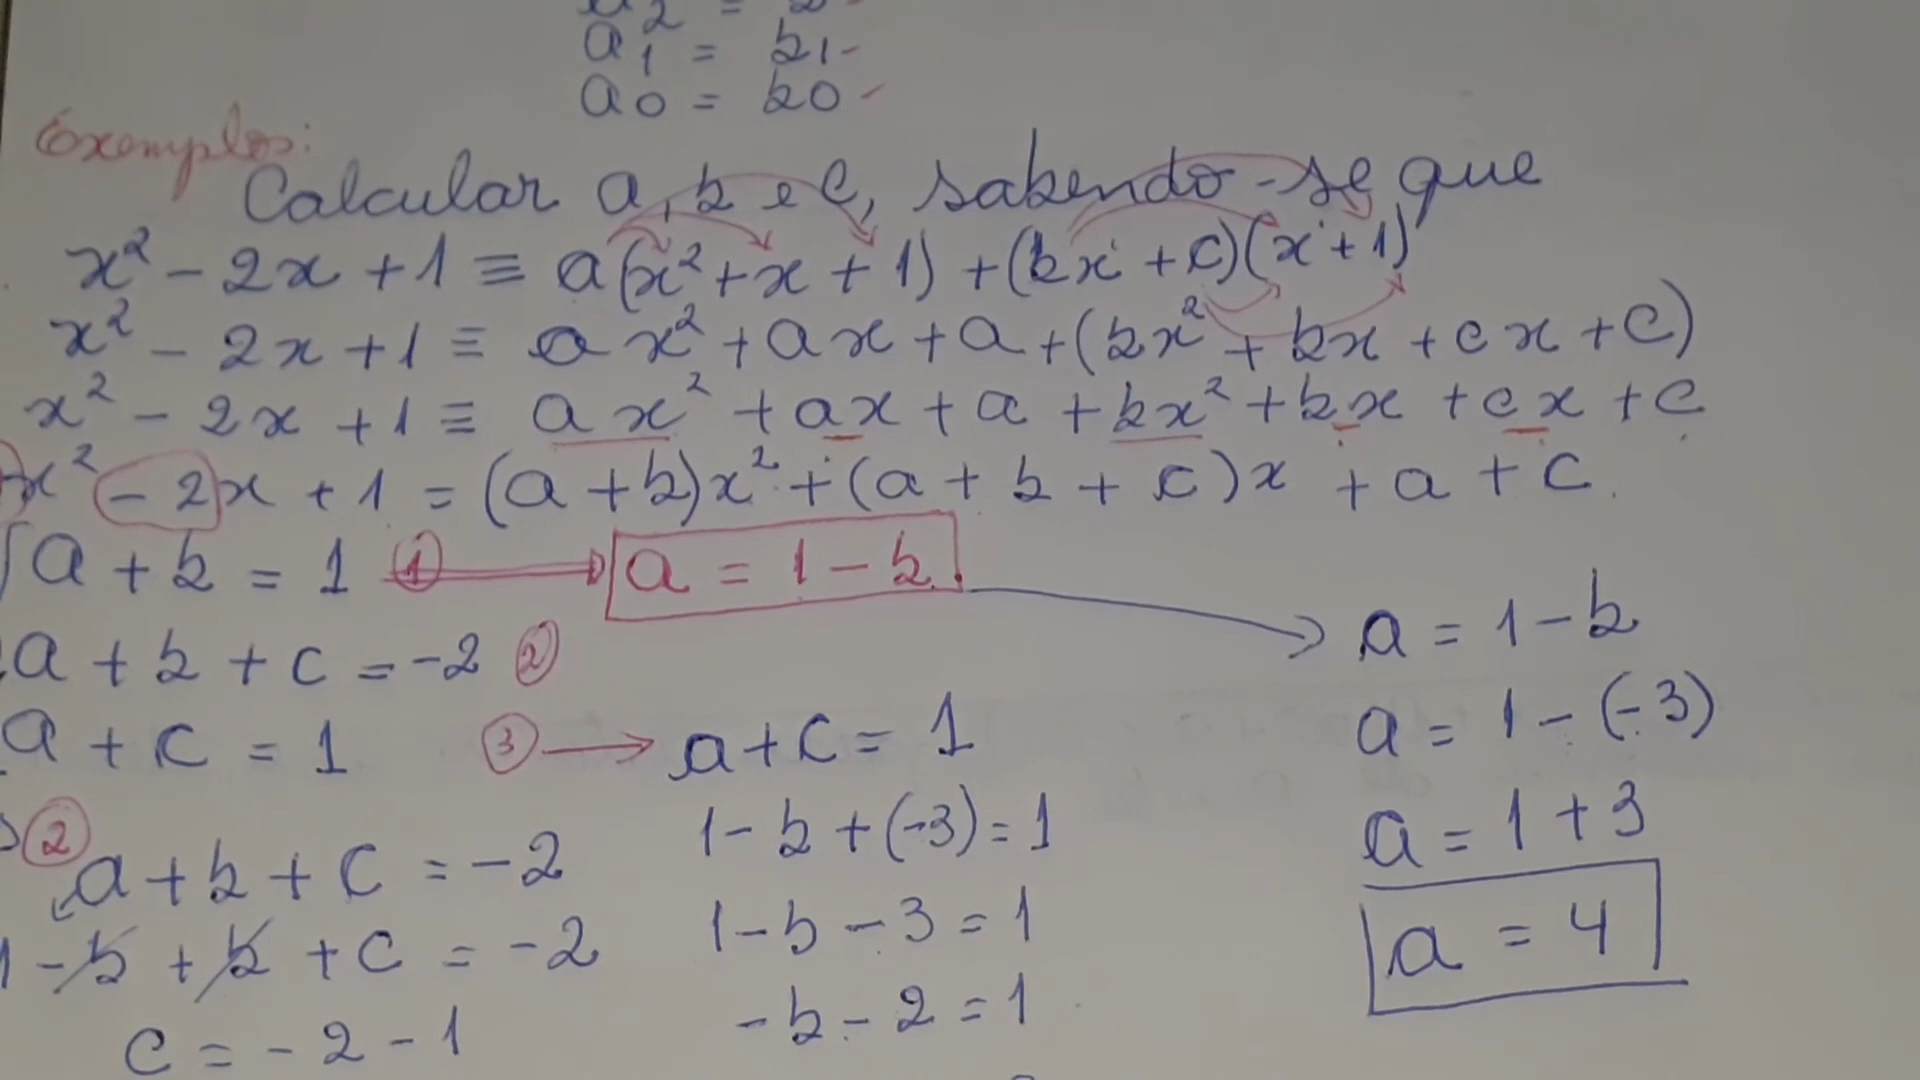 a₂ =
a₁ = b₁
a₀ = b₀
Exemplos:
Calcular a, b e c, sabendo-se que
x² - 2x + 1 ≡ a(x² + x + 1) + (bx + c)(x + 1)
x² - 2x + 1 ≡ ax² + ax + a + (bx² + bx + cx + c)
x² - 2x + 1 ≡ ax² + ax + a + bx² + bx + cx + c
x² - 2x + 1 = (a + b)x² + (a + b + c)x + a + c
a + b = 1 ① → a = 1 - b
a + b + c = -2 ②
a + c = 1 ③ → a + c = 1
② a + b + c = -2
1 - b + b + c = -2
c = -2 - 1
1 - b + (-3) = 1
1 - b - 3 = 1
-b - 2 = 1
a = 1 - b
a = 1 - (-3)
a = 1 + 3
a = 4